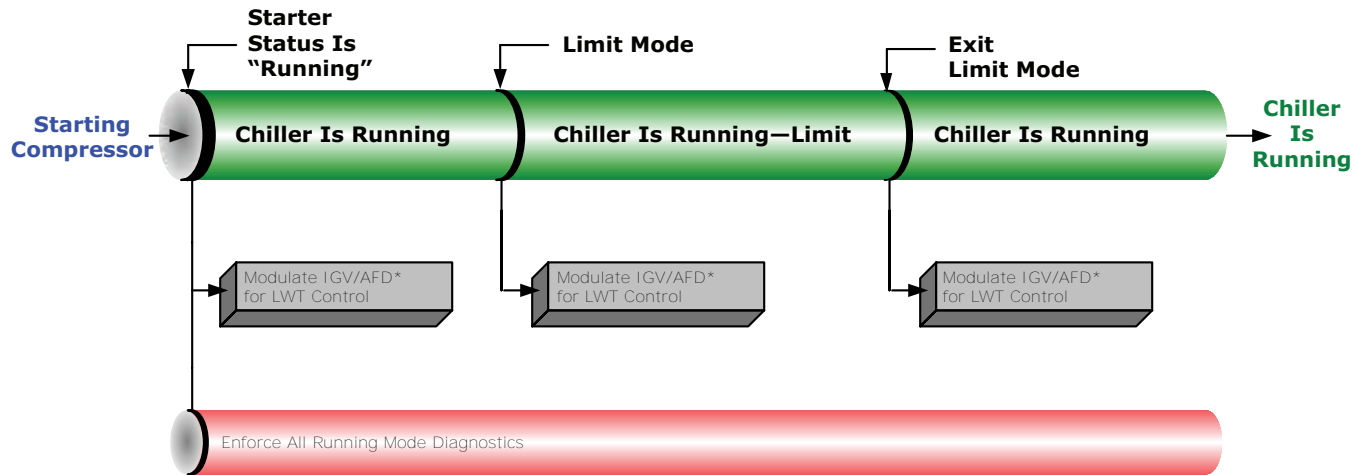 Starter
Status Is
“Running”
Limit Mode
Exit
Limit Mode
Starting
Compressor
Chiller Is Running
Chiller Is Running—Limit
Chiller Is Running
Chiller
Is
Running
Modulate IGV/AFD*
for LWT Control
Modulate IGV/AFD*
for LWT Control
Modulate IGV/AFD*
for LWT Control
Enforce All Running Mode Diagnostics